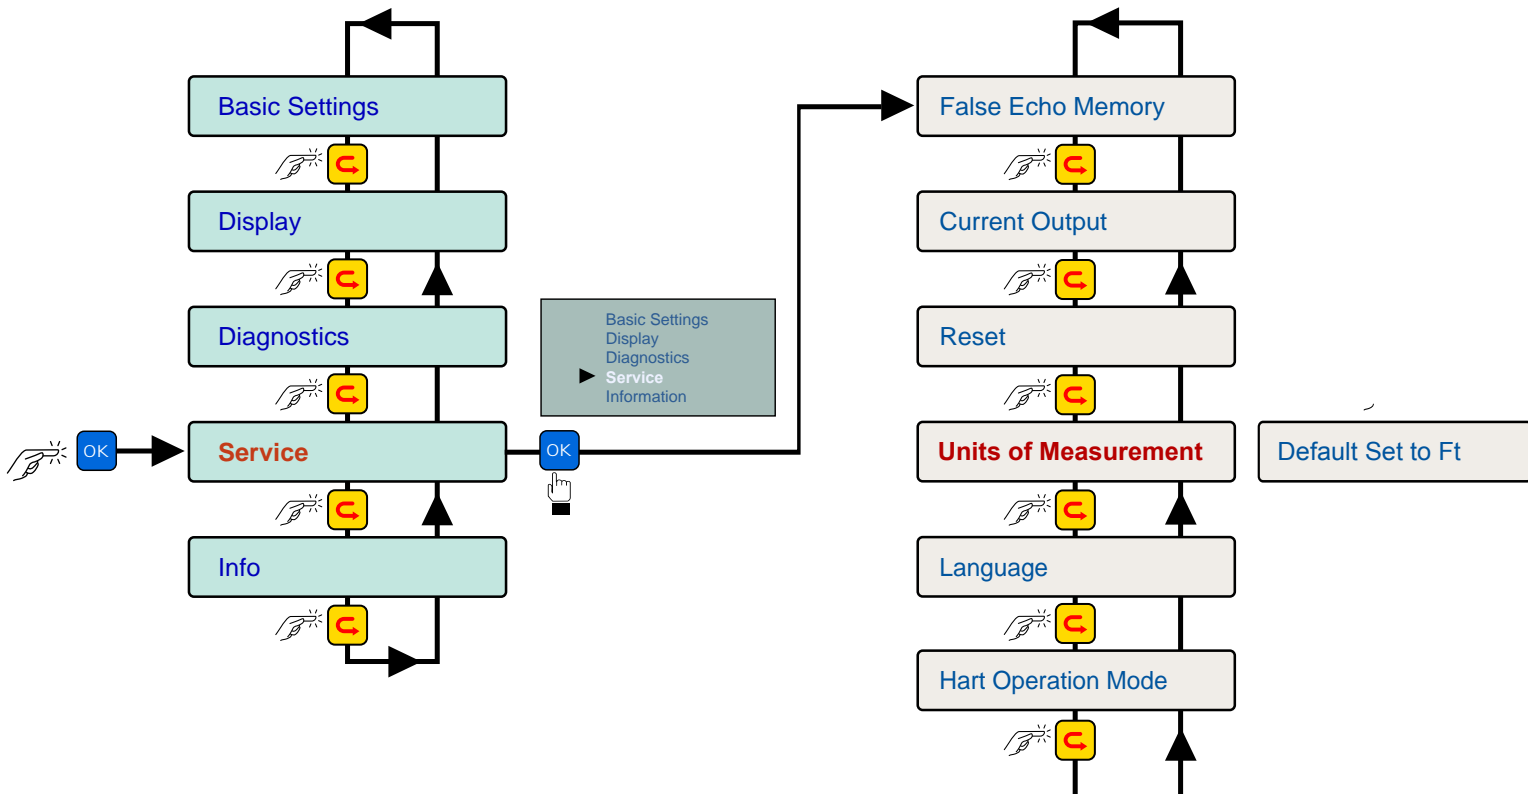 Basic Settings
Display
Diagnostics
OK
Service
Info
OK
Basic Settings
Display
Diagnostics
Service
Information
False Echo Memory
Current Output
Reset
Units of Measurement
Default Set to Ft
Language
Hart Operation Mode